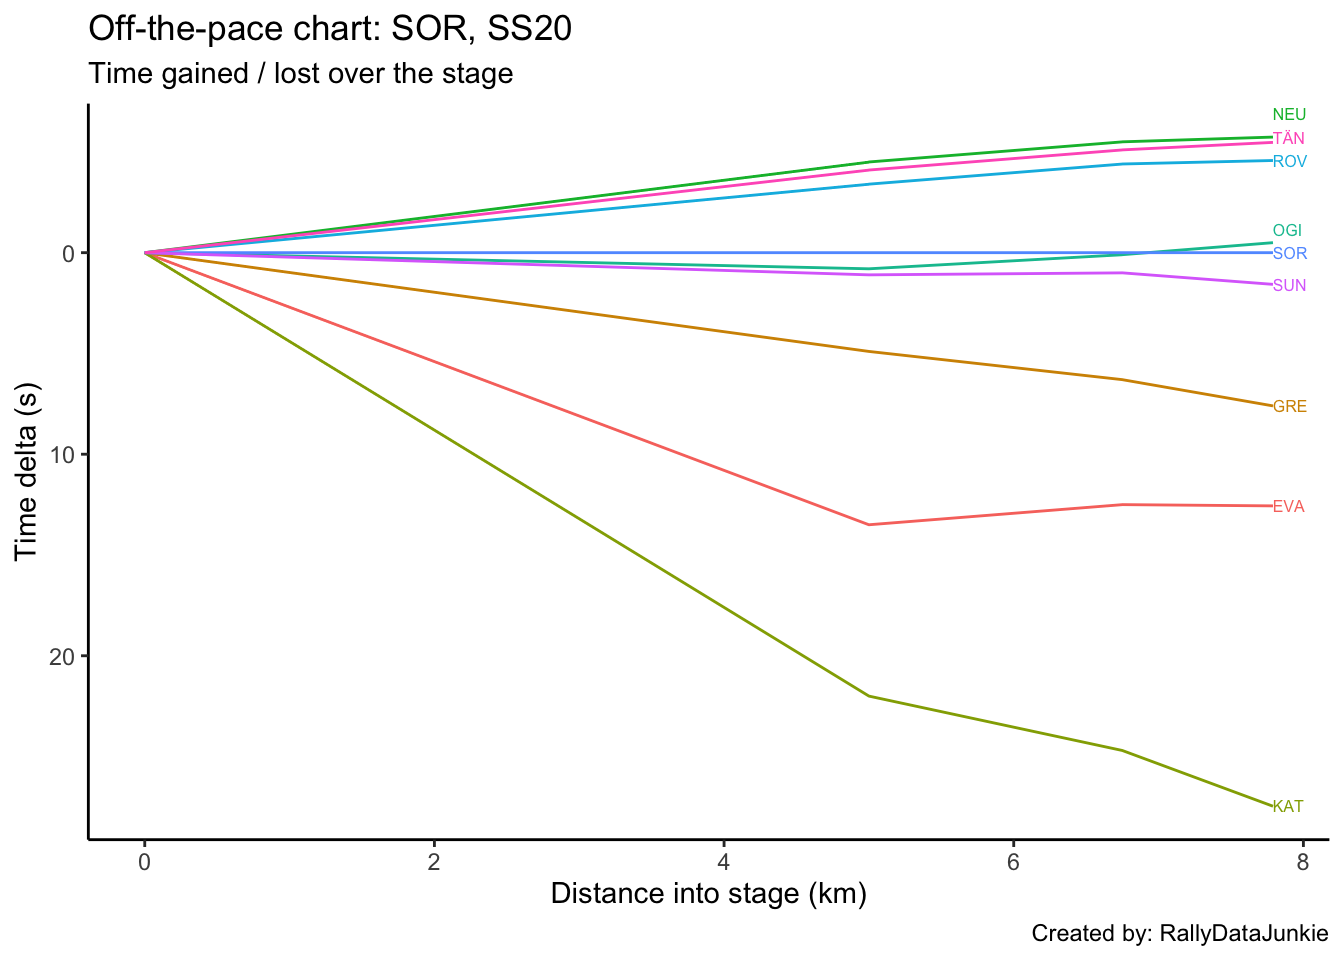 Off-the-pace chart: SOR, SS20
Time gained / lost over the stage
NEU
TÄN
ROV
OGI
SOR
SUN
GRE
EVA
KAT
0
10
20
Time delta (s)
0 2 4 6 8
Distance into stage (km)
Created by: RallyDataJunkie